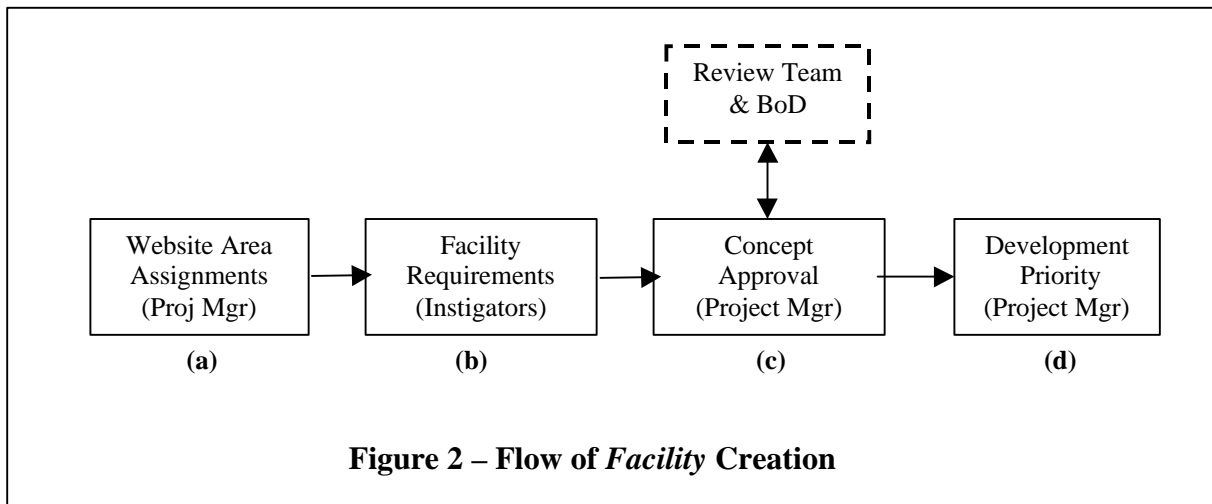 Review Team
& BoD
Website Area
Assignments
(Proj Mgr)
Facility
Requirements
(Instigators)
Concept
Approval
(Project Mgr)
Development
Priority
(Project Mgr)
(a)
(b)
(c)
(d)
Figure 2 – Flow of Facility Creation